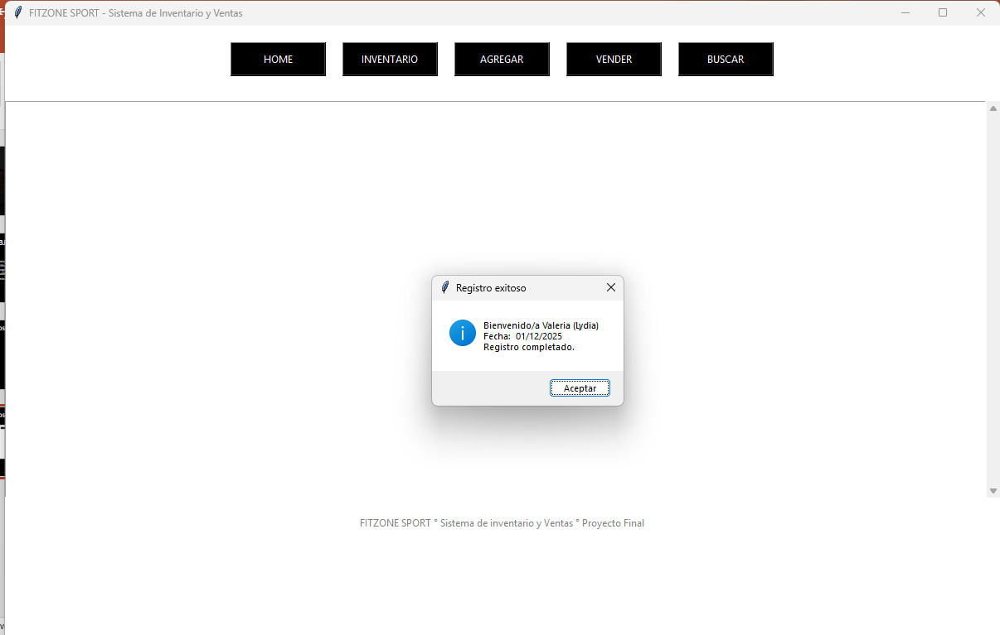 FITZONE SPORT - Sistema de Inventario y Ventas
HOME
INVENTARIO
AGREGAR
VENDER
BUSCAR
Registro exitoso
Bienvenido/a Valeria (Lydia)
Fecha: 01/12/2025
Registro completado.
Aceptar
FITZONE SPORT ° Sistema de inventario y Ventas ° Proyecto Final